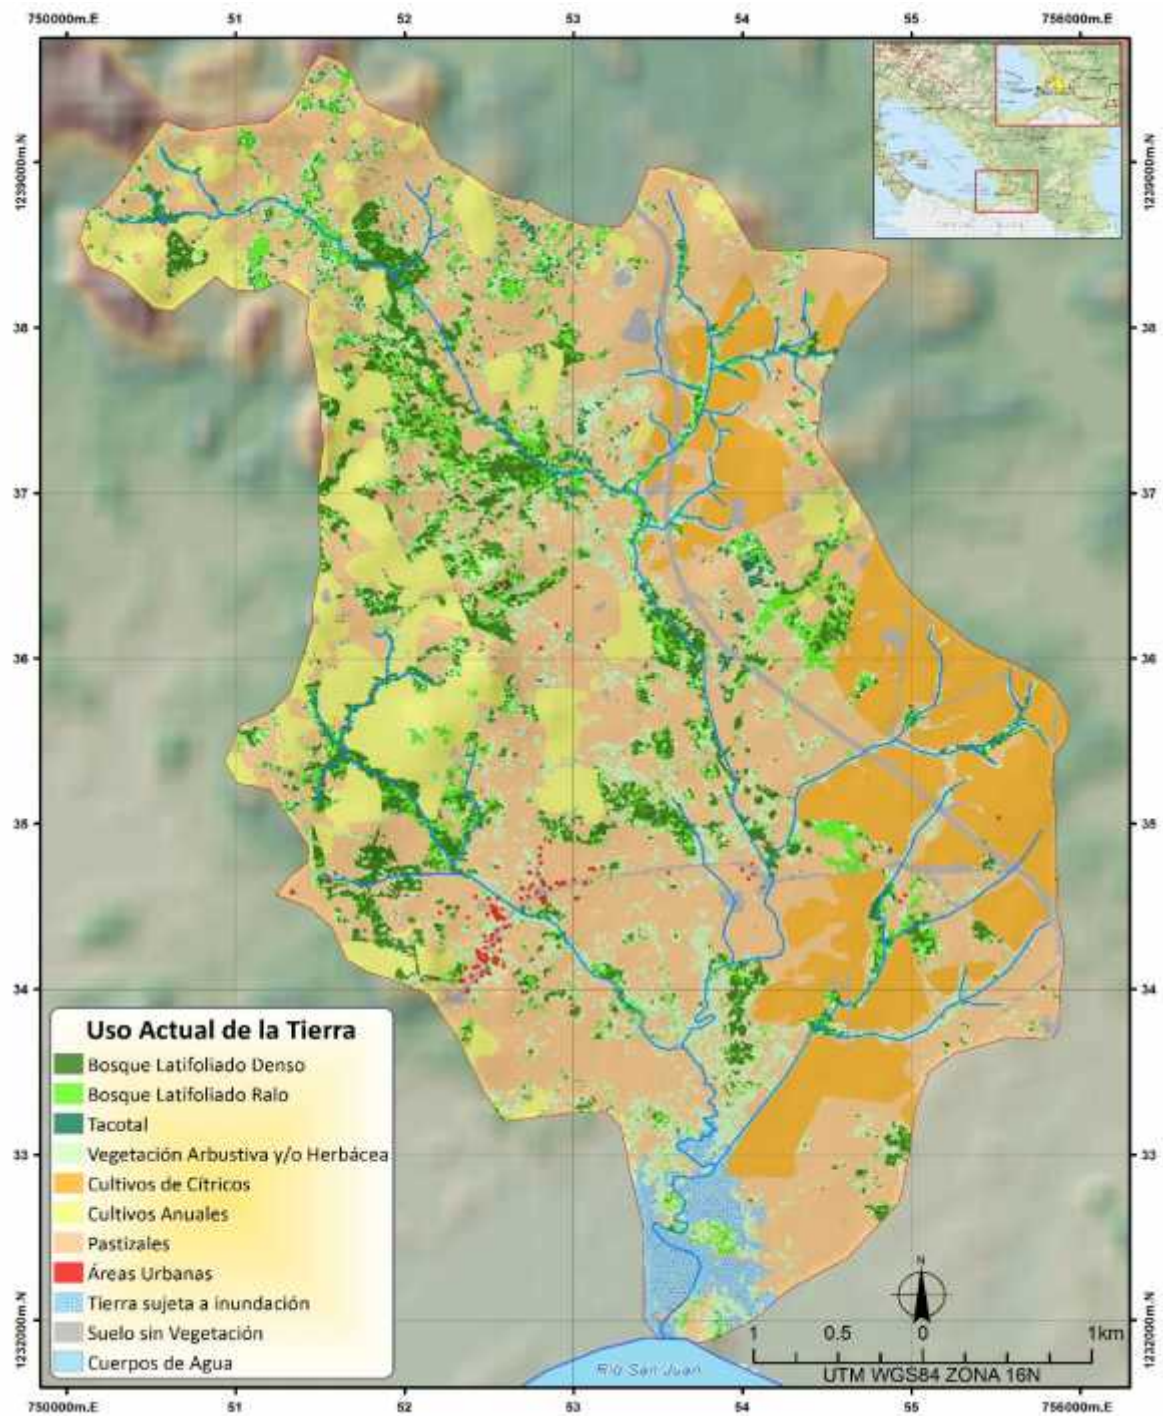 750000m.E 51 52 53 54 55 756000m.E
1239000m.N 1239000m.N
38 38
37 37
36 36
35 35
34 34
33 33
1232000m.N 1232000m.N
Uso Actual de la Tierra
Bosque Latifoliado Denso
Bosque Latifoliado Ralo
Tacotal
Vegetación Arbustiva y/o Herbácea
Cultivos de Cítricos
Cultivos Anuales
Pastizales
Áreas Urbanas
Tierra sujeta a inundación
Suelo sin Vegetación
Cuerpos de Agua
N
1 0.5 0 1km
UTM WGS84 ZONA 16N
Río San Juan
750000m.E 51 52 53 54 55 756000m.E